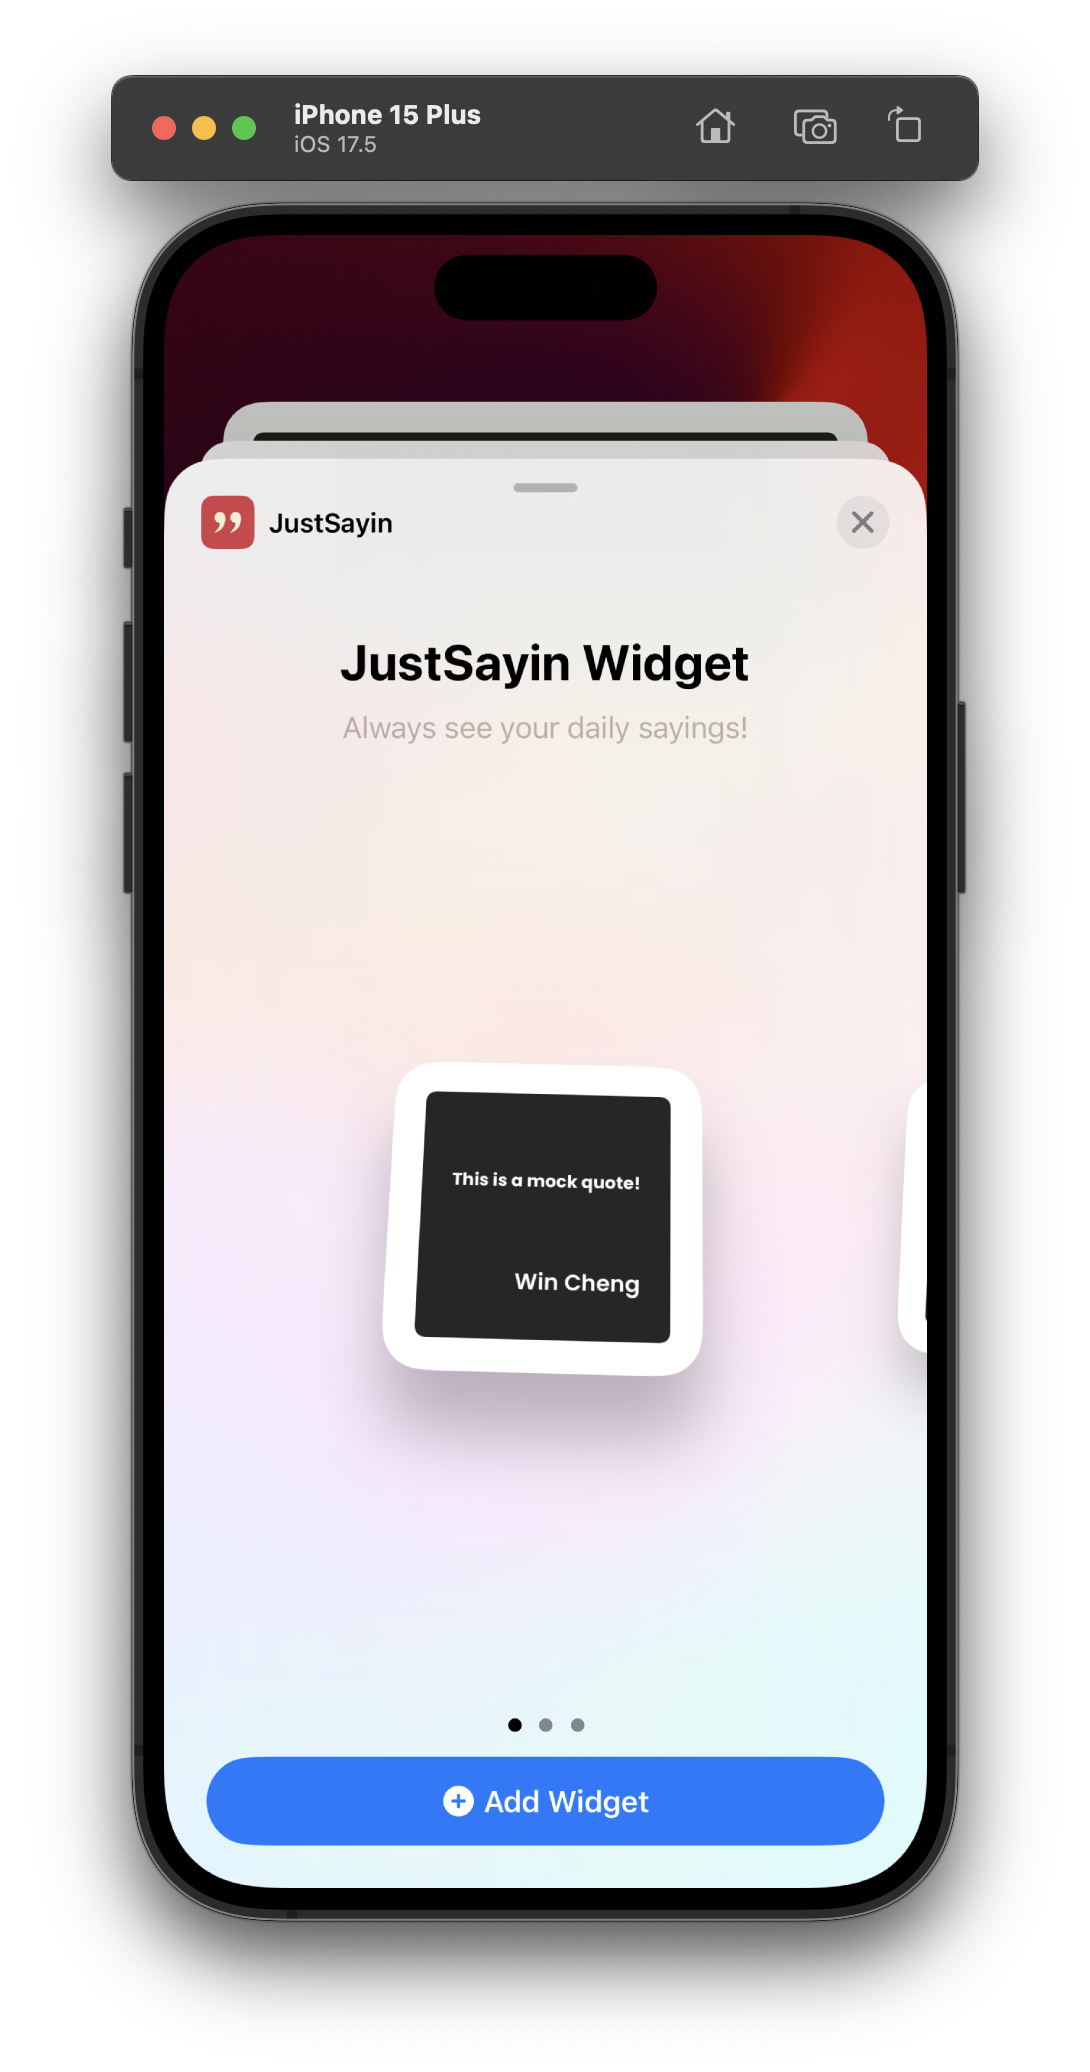 iPhone 15 Plus
iOS 17.5
JustSayin
JustSayin Widget
Always see your daily sayings!
This is a mock quote!
Win Cheng
Add Widget